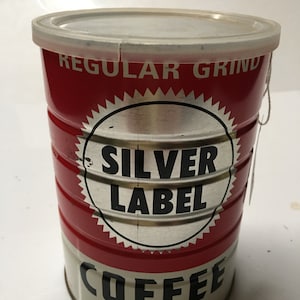 REGULAR GRIND
SILVER
LABEL
COFFEE